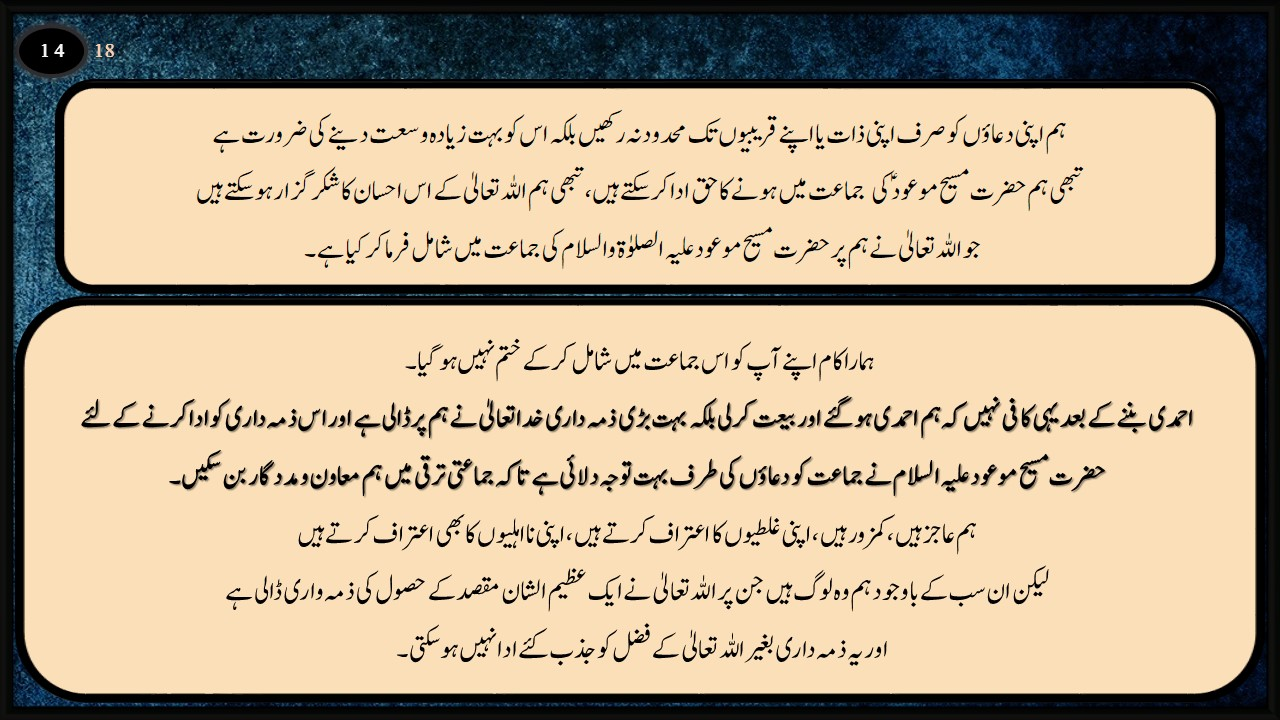 14 18
ہم اپنی دعاؤں کو صرف اپنی ذات یا اپنے قریبیوں تک محدود نہ رکھیں بلکہ اس کو بہت زیادہ وسعت دینے کی ضرورت ہے
تبھی ہم حضرت مسیح موعودؑ کی جماعت میں ہونے کا حق ادا کر سکتے ہیں، تبھی ہم اللہ تعالیٰ کے اس احسان کا شکر گزار ہو سکتے ہیں
جو اللہ تعالیٰ نے ہم پر حضرت مسیح موعود علیہ الصلوٰۃ والسلام کی جماعت میں شامل فرما کر کیا ہے۔
ہمارا کام اپنے آپ کو اس جماعت میں شامل کر کے ختم نہیں ہو گیا۔
احمدی بننے کے بعد یہی کافی نہیں کہ ہم احمدی ہو گئے اور بیعت کر لی بلکہ بہت بڑی ذمہ داری خدا تعالیٰ نے ہم پر ڈالی ہے اور اس ذمہ داری کو ادا کرنے کے لئے
حضرت مسیح موعود علیہ السلام نے جماعت کو دعاؤں کی طرف بہت توجہ دلائی ہے تاکہ جماعتی ترقی میں ہم معاون و مددگار بن سکیں۔
ہم عاجز ہیں، کمزور ہیں، اپنی غلطیوں کا اعتراف کرتے ہیں، اپنی نااہلیوں کا بھی اعتراف کرتے ہیں
لیکن ان سب کے باوجود ہم وہ لوگ ہیں جن پر اللہ تعالیٰ نے ایک عظیم الشان مقصد کے حصول کی ذمہ واری ڈالی ہے
اور یہ ذمہ داری بغیر اللہ تعالیٰ کے فضل کو جذب کئے ادا نہیں ہو سکتی۔